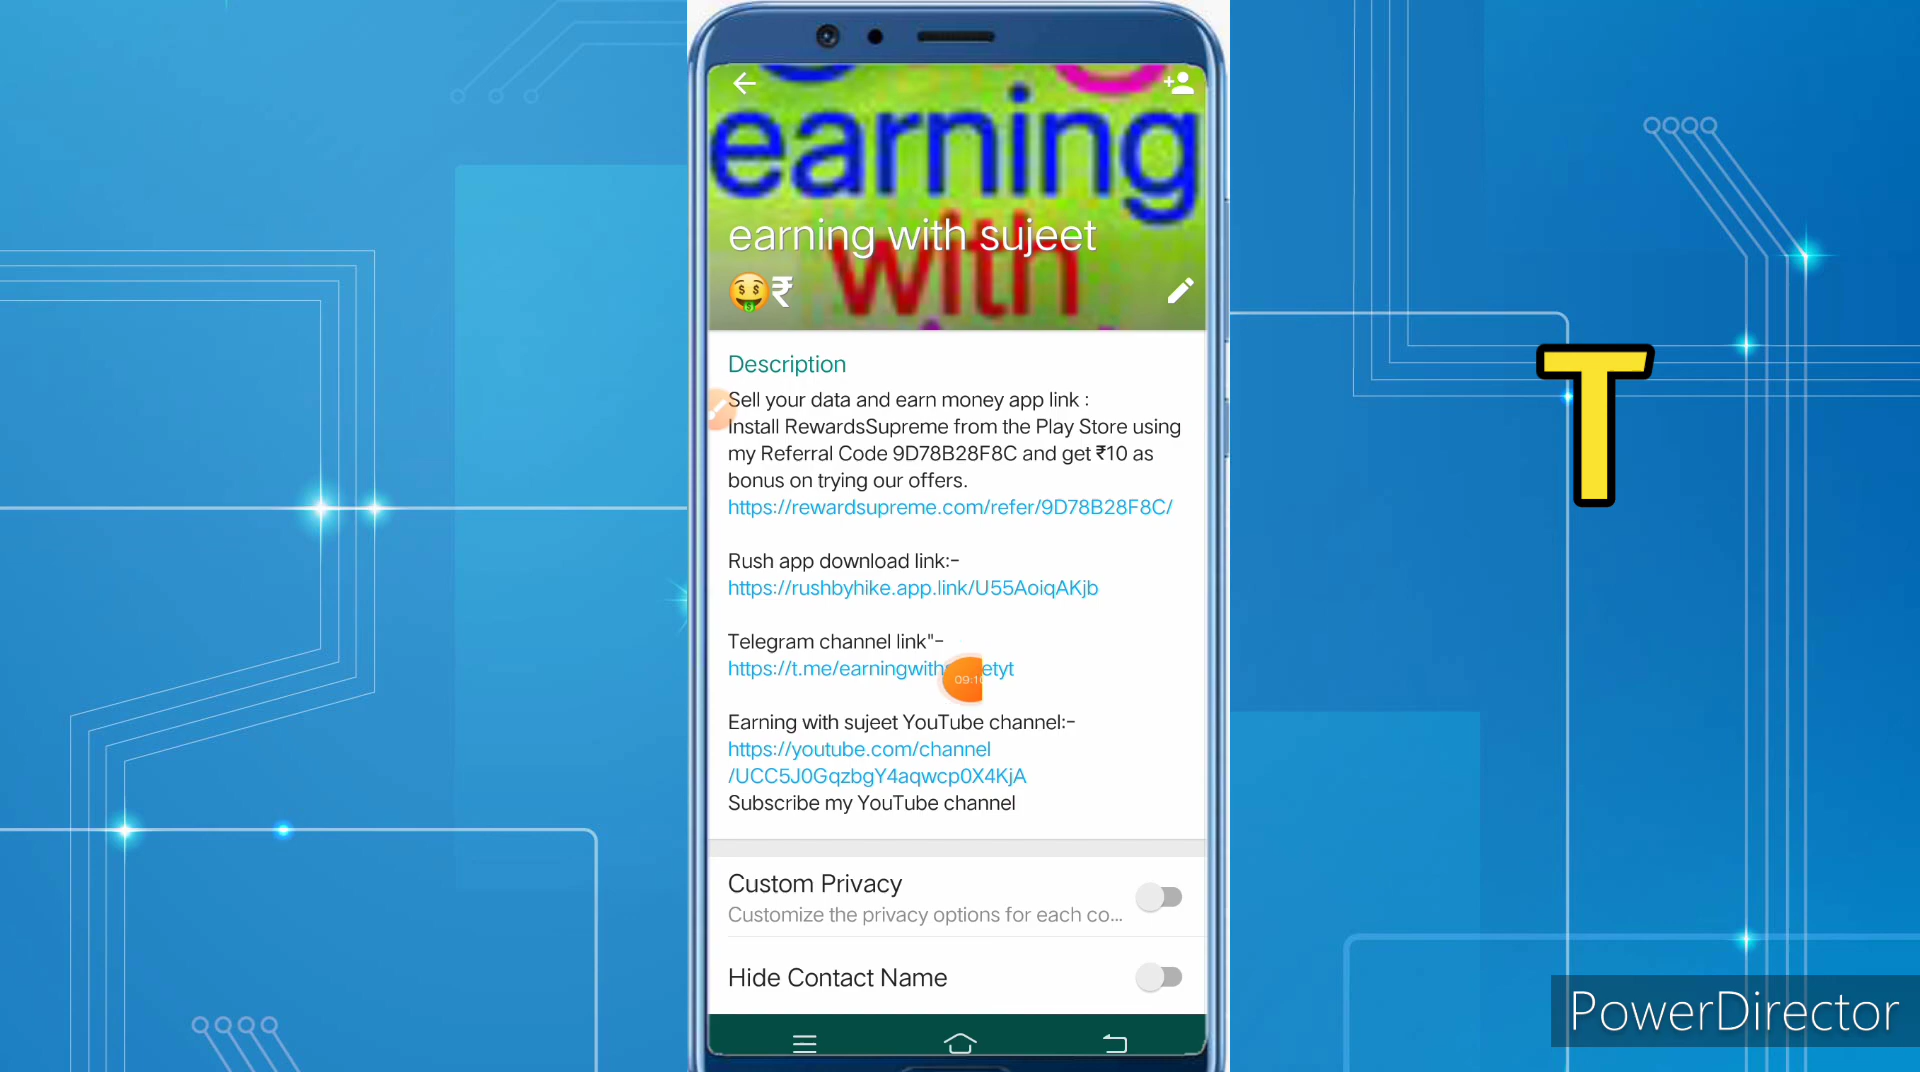 earning
with
earning with sujeet
🤑₹
Description
Sell your data and earn money app link :
Install RewardsSupreme from the Play Store using
my Referral Code 9D78B28F8C and get ₹10 as
bonus on trying our offers.
https://rewardsupreme.com/refer/9D78B28F8C/
Rush app download link:-
https://rushbyhike.app.link/U55AoiqAKjb
Telegram channel link"-
https://t.me/earningwith etyt
09:10
Earning with sujeet YouTube channel:-
https://youtube.com/channel
/UCC5J0GqzbgY4aqwcp0X4KjA
Subscribe my YouTube channel
Custom Privacy
Customize the privacy options for each co...
Hide Contact Name
T
PowerDirector